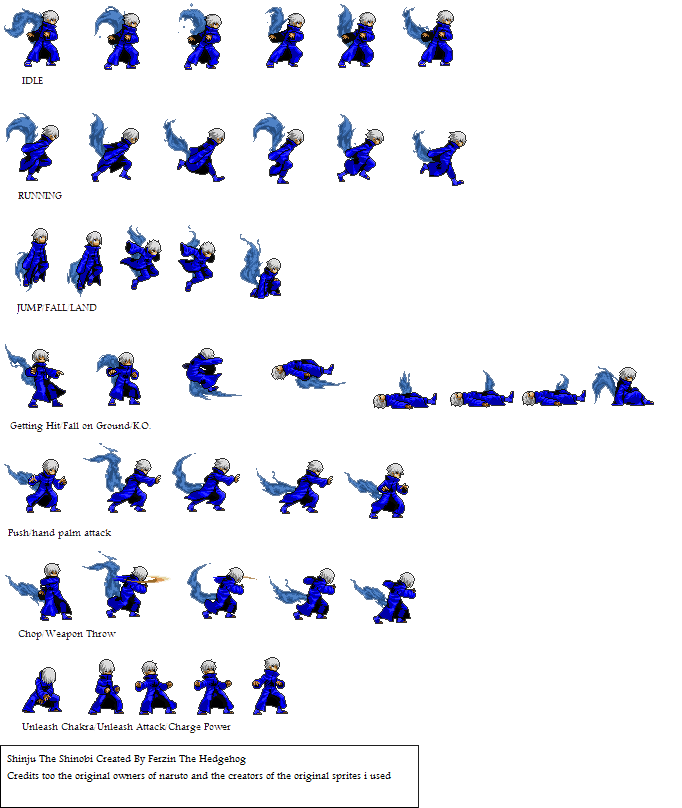 IDLE
RUNNING
JUMP/FALL LAND
Getting Hit Fall on Ground K.O.
Push/hand palm attack
Chop/Weapon Throw
Unleash Chakra/Unleash Attack/Charge Power
Shinju The Shinobi Created By Ferzin The Hedgehog
Credits too the original owners of naruto and the creators of the original sprites i used